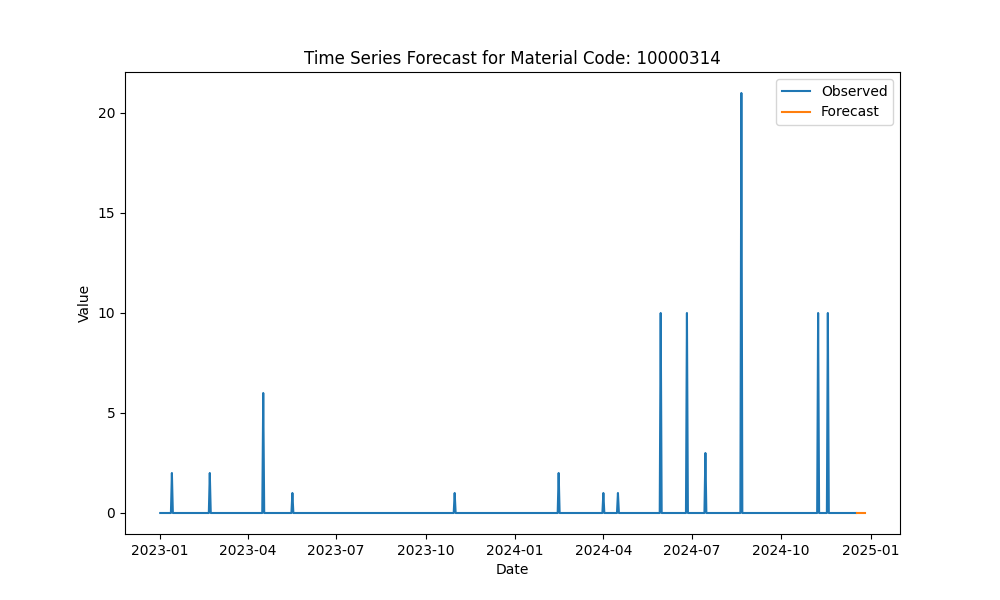 Time Series Forecast for Material Code: 10000314
Observed
Forecast
20
15
10
5
0
Value
2023-01 2023-04 2023-07 2023-10 2024-01 2024-04 2024-07 2024-10 2025-01
Date